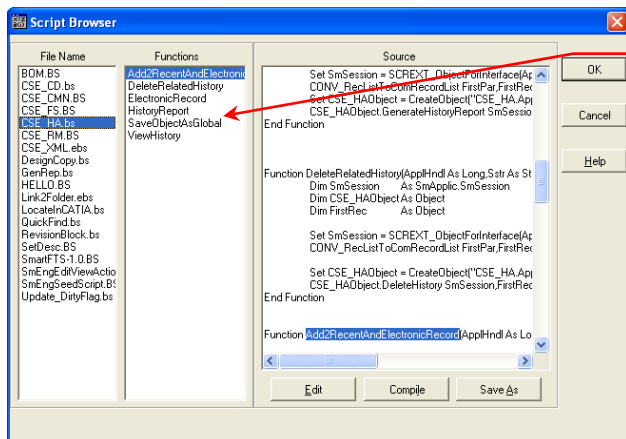 Script Browser
File Name
BOM.BS
CSE_CD.bs
CSE_CMN.BS
CSE_FS.BS
CSE_HA.bs
CSE_RM.BS
CSE_XML.ebs
DesignCopy.bs
GenRep.bs
HELLO.BS
Link2Folder.ebs
LocateInCATIA.bs
QuickFind.bs
RevisionBlock.bs
SetDesc.BS
SmartFTS-1.0.BS
SmEngEditViewActio
SmEngSeedScript.BS
Update_DirtyFlag.bs
Functions
Add2RecentAndElectronic
DeleteRelatedHistory
ElectronicRecord
HistoryReport
SaveObjectAsGlobal
ViewHistory
Source
Set SmSession = SCREXT_ObjectForInterface(Ap
CONV_RecListToComRecordList FirstPar,FirstRec
Set CSE_HAObject = CreateObject("CSE_HA.App
CSE_HAObject.GenerateHistoryReport SmSession
End Function
Function DeleteRelatedHistory(ApplHndl As Long,Sstr As St
Dim SmSession As SmApplic.SmSession
Dim CSE_HAObject As Object
Dim FirstRec As Object
Set SmSession = SCREXT_ObjectForInterface(Ap
CONV_RecListToComRecordList FirstPar,FirstRec
Set CSE_HAObject = CreateObject("CSE_HA.App
CSE_HAObject.DeleteHistory SmSession,FirstRec
End Function
Function Add2RecentAndElectronicRecord(ApplHndl As Lo
Edit
Compile
Save As
OK
Cancel
Help